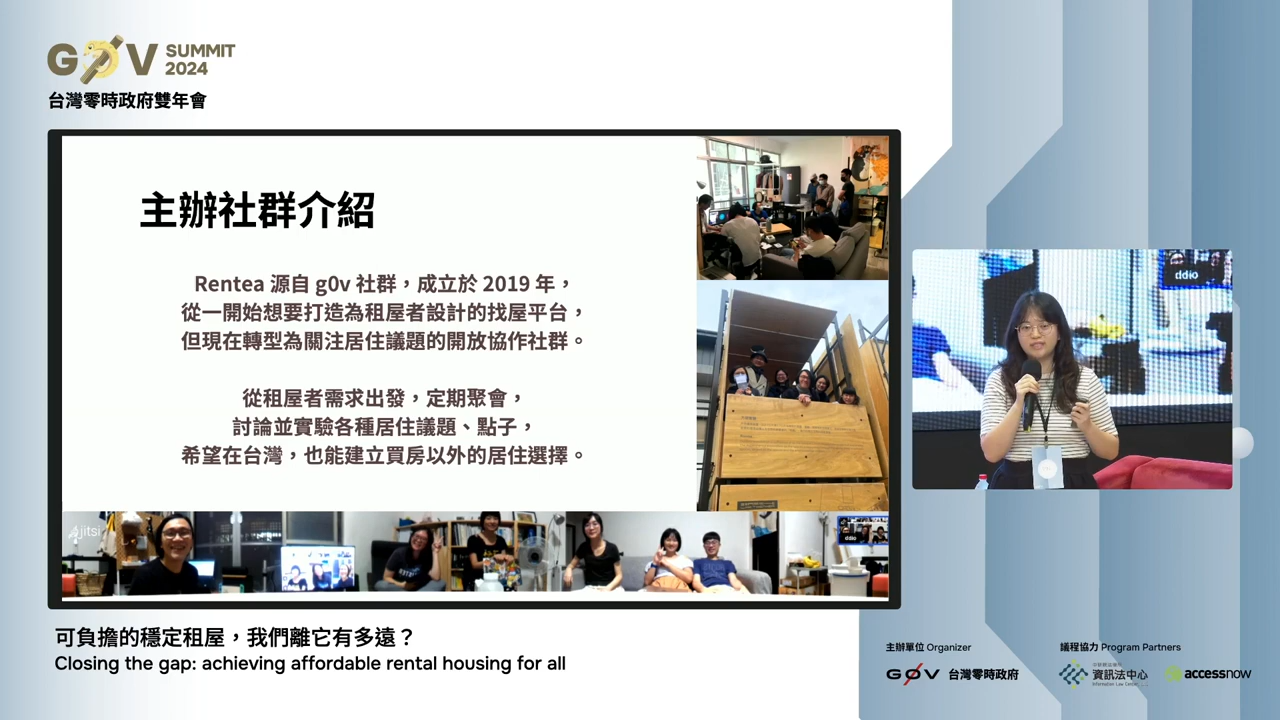 G0V SUMMIT 2024
台灣零時政府雙年會
主辦社群介紹
Rentea 源自 g0v 社群，成立於 2019 年，
從一開始想要打造為租屋者設計的找屋平台，
但現在轉型為關注居住議題的開放協作社群。
從租屋者需求出發，定期聚會，
討論並實驗各種居住議題、點子，
希望在台灣，也能建立買房以外的居住選擇。
jitsi
ddio
ddio
可負擔的穩定租屋，我們離它有多遠？
Closing the gap: achieving affordable rental housing for all
主辦單位 Organizer
G0V 台灣零時政府
議程協力 Program Partners
資訊法中心
Information Law Center
accessnow